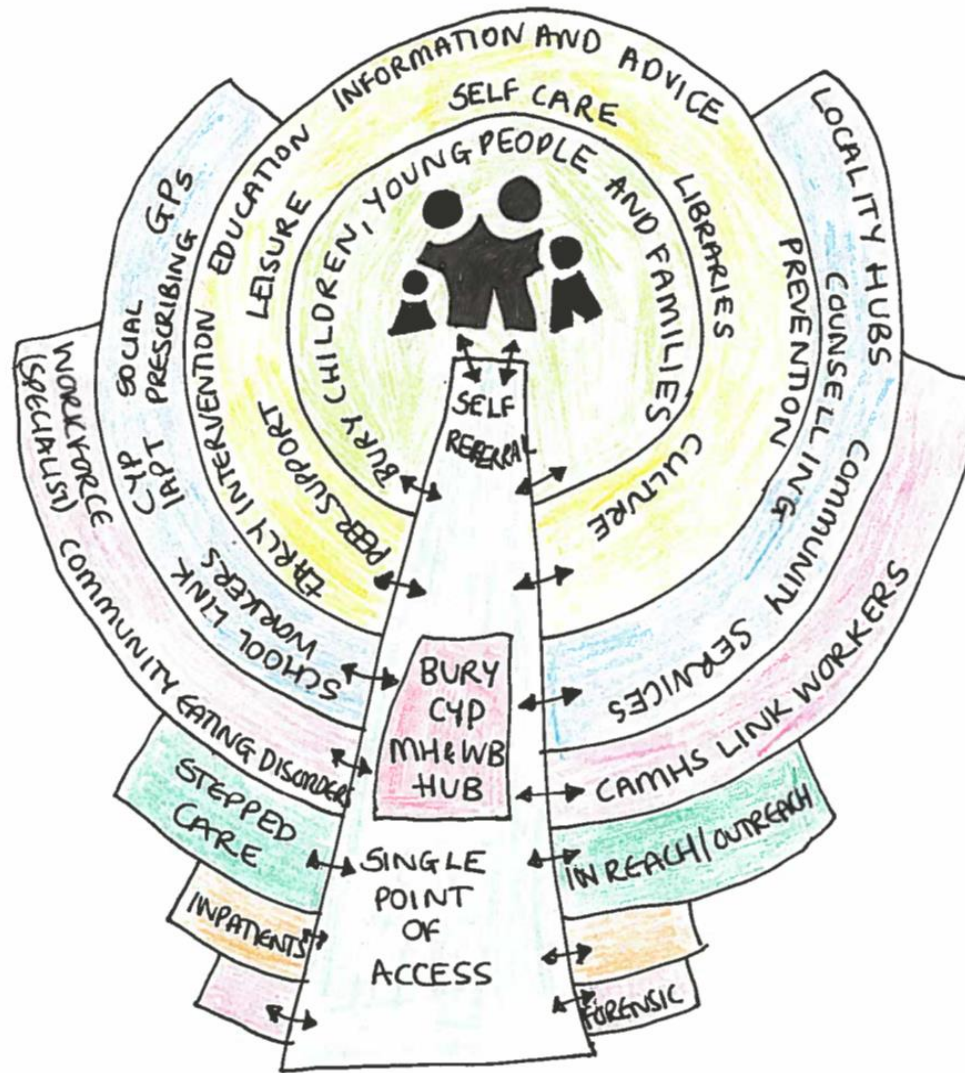 INFORMATION AND ADVICE
SELF CARE
EDUCATION
LEISURE
LIBRARIES
PREVENTION
EARLY INTERVENTION
PEER SUPPORT
CULTURE
BURY CHILDREN, YOUNG PEOPLE AND FAMILIES
GPs
SOCIAL PRESCRIBING
CYP IAPT
SCHOOL LINK WORKERS
LOCALITY HUBS
COUNSELLING
COMMUNITY SERVICES
WORKFORCE
(SPECIALIST)
COMMUNITY EATING DISORDERS
CAMHS LINK WORKERS
SELF
REFERRAL
BURY
CYP
MH&WB
HUB
STEPPED
CARE
IN REACH/OUTREACH
SINGLE
POINT
OF
ACCESS
INPATIENTS
FORENSIC